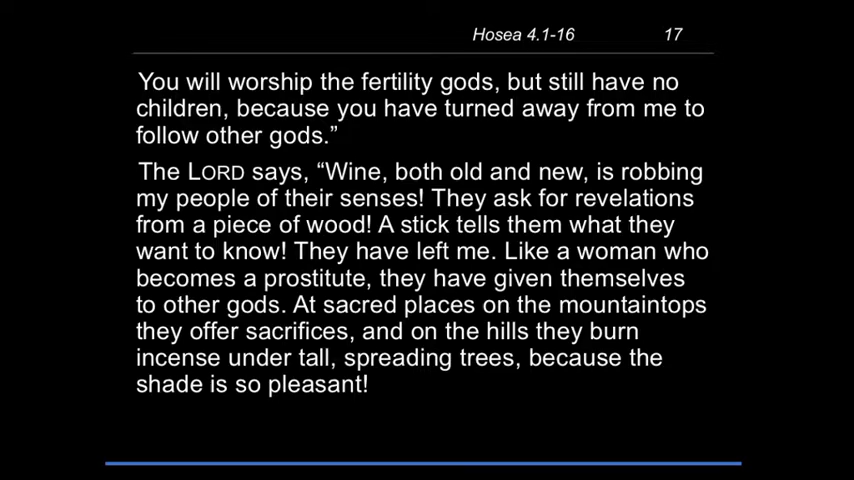 Hosea 4.1-16 17
You will worship the fertility gods, but still have no
children, because you have turned away from me to
follow other gods.”
The LORD says, “Wine, both old and new, is robbing
my people of their senses! They ask for revelations
from a piece of wood! A stick tells them what they
want to know! They have left me. Like a woman who
becomes a prostitute, they have given themselves
to other gods. At sacred places on the mountaintops
they offer sacrifices, and on the hills they burn
incense under tall, spreading trees, because the
shade is so pleasant!